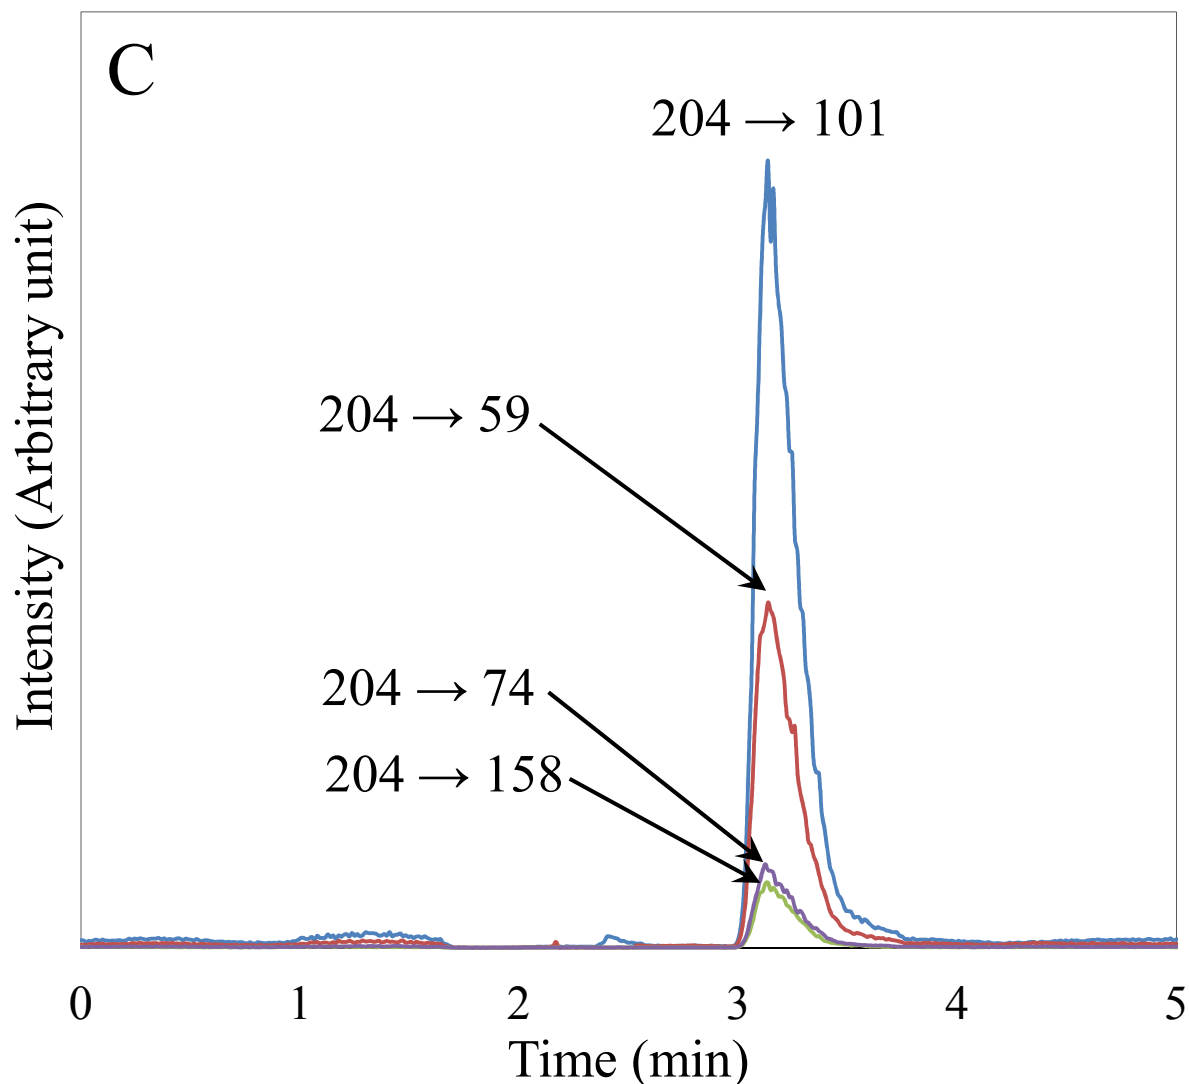 C
204 → 101
204 → 59
204 → 74
204 → 158
Intensity (Arbitrary unit)
0 1 2 3 4 5
Time (min)